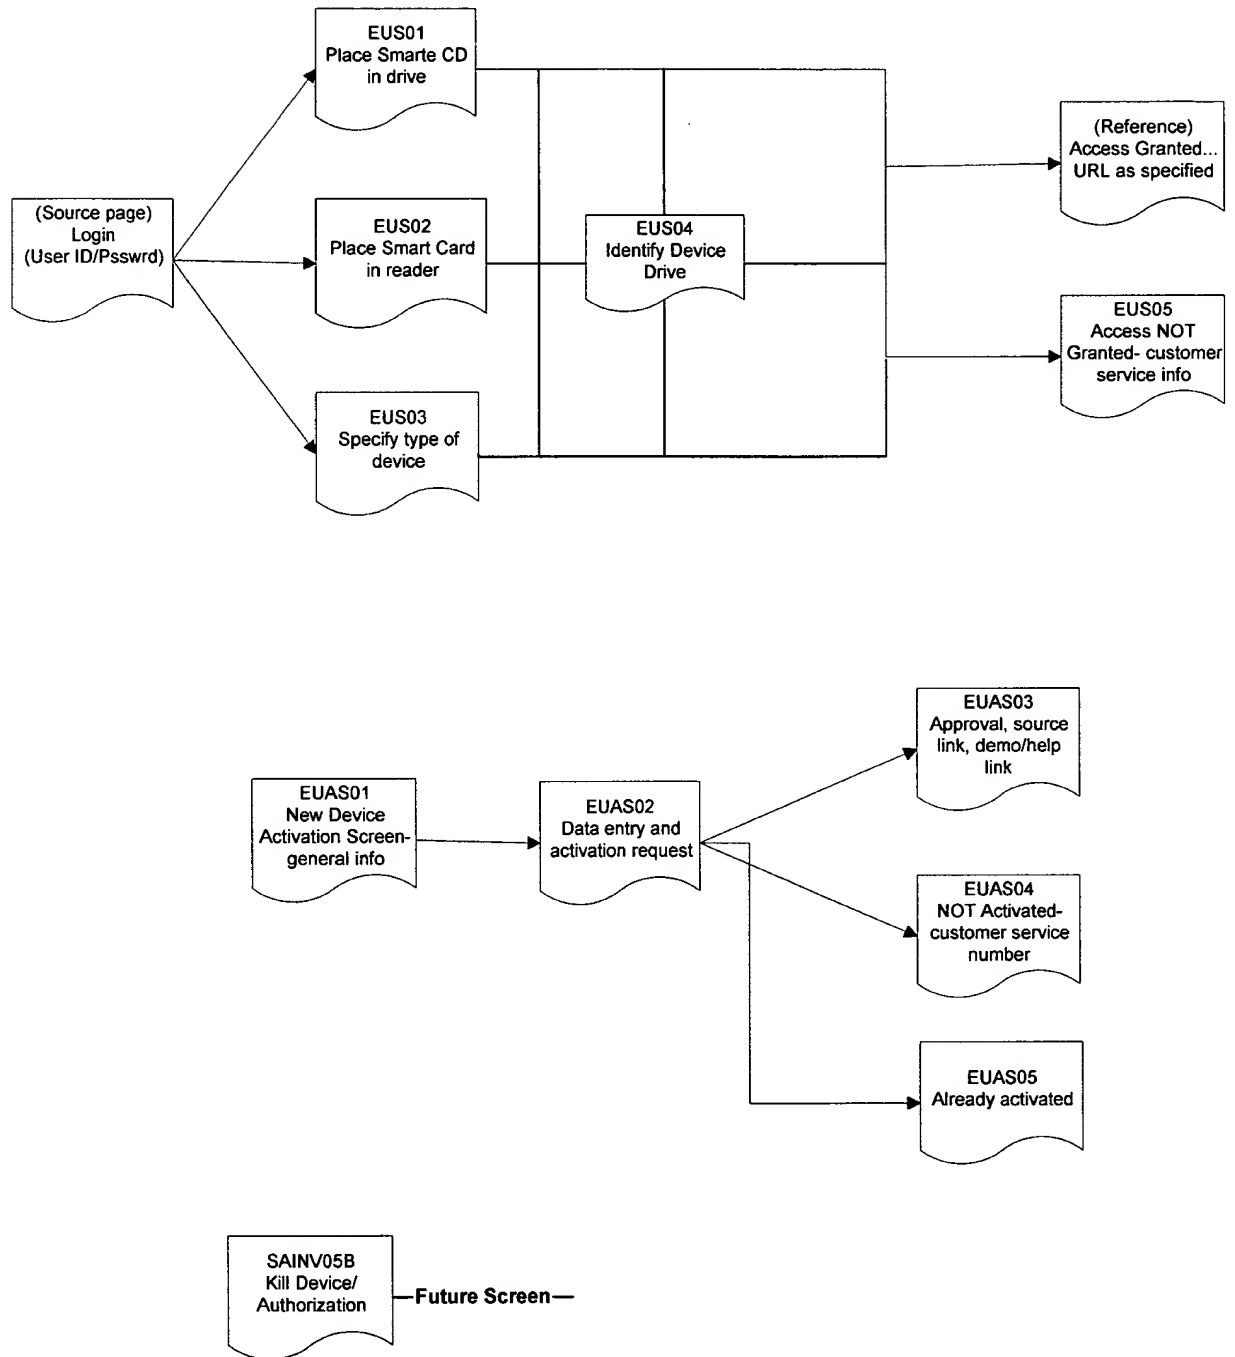 EUS01
Place Smarte CD
in drive
(Reference)
Access Granted...
URL as specified
(Source page)
Login
(User ID/Psswrd)
EUS02
Place Smart Card
in reader
EUS04
Identify Device
Drive
EUS05
Access NOT
Granted- customer
service info
EUS03
Specify type of
device
EUAS03
Approval, source
link, demo/help
link
EUAS01
New Device
Activation Screen-
general info
EUAS02
Data entry and
activation request
EUAS04
NOT Activated-
customer service
number
EUAS05
Already activated
SAINV05B
Kill Device/
Authorization
—Future Screen—